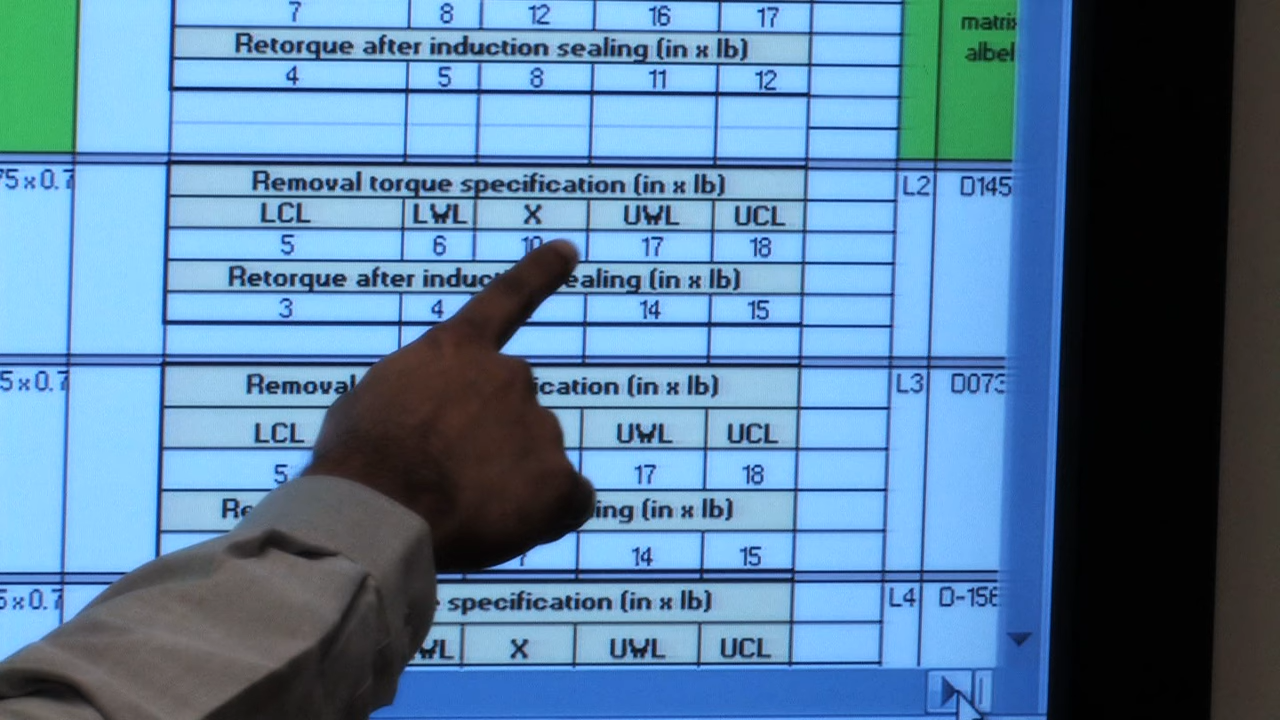 7 8 12 16 17 matrix
Retorque after induction sealing (in x lb)
albel
4 5 8 11 12
75 x 0.7 Removal torque specification (in x lb) L2 D145
LCL LWL X UWL UCL
5 6 10 17 18
Retorque after induc ealing (in x lb)
3 4 14 15
5 x 0.7 Removal ication (in x lb) L3 D073
LCL UWL UCL
5 17 18
Re ing (in x lb)
7 14 15
5 x 0.7 specification (in x lb) L4 D-156
WL X UWL UCL